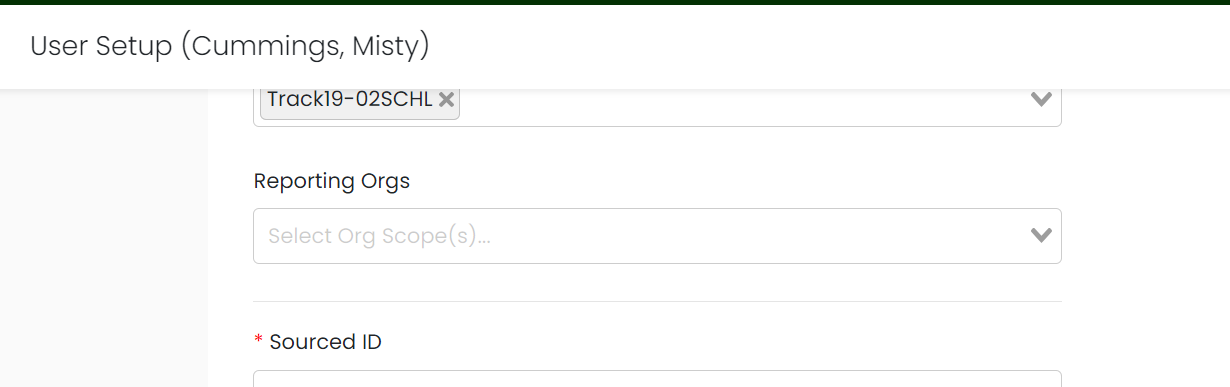 User Setup (Cummings, Misty)
Track19-02SCHL
Reporting Orgs
Select Org Scope(s)...
* Sourced ID